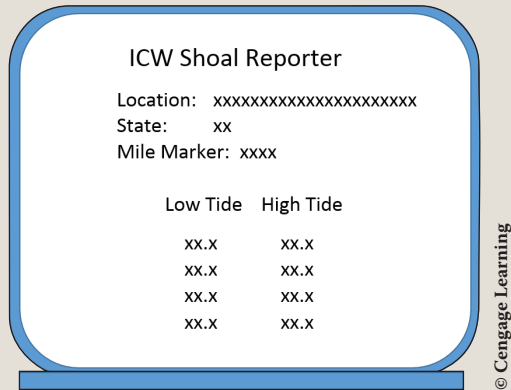 ICW Shoal Reporter
Location: xxxxxxxxxxxxxxxxxxxxxx
State: xx
Mile Marker: xxxx
Low Tide High Tide
xx.x xx.x
xx.x xx.x
xx.x xx.x
xx.x xx.x
© Cengage Learning